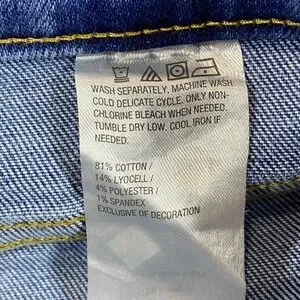 WASH SEPARATELY. MACHINE WASH
COLD DELICATE CYCLE. ONLY NON-
CHLORINE BLEACH WHEN NEEDED.
TUMBLE DRY LOW. COOL IRON IF
NEEDED.
81% COTTON /
14% LYOCELL /
4% POLYESTER /
1% SPANDEX
EXCLUSIVE OF DECORATION